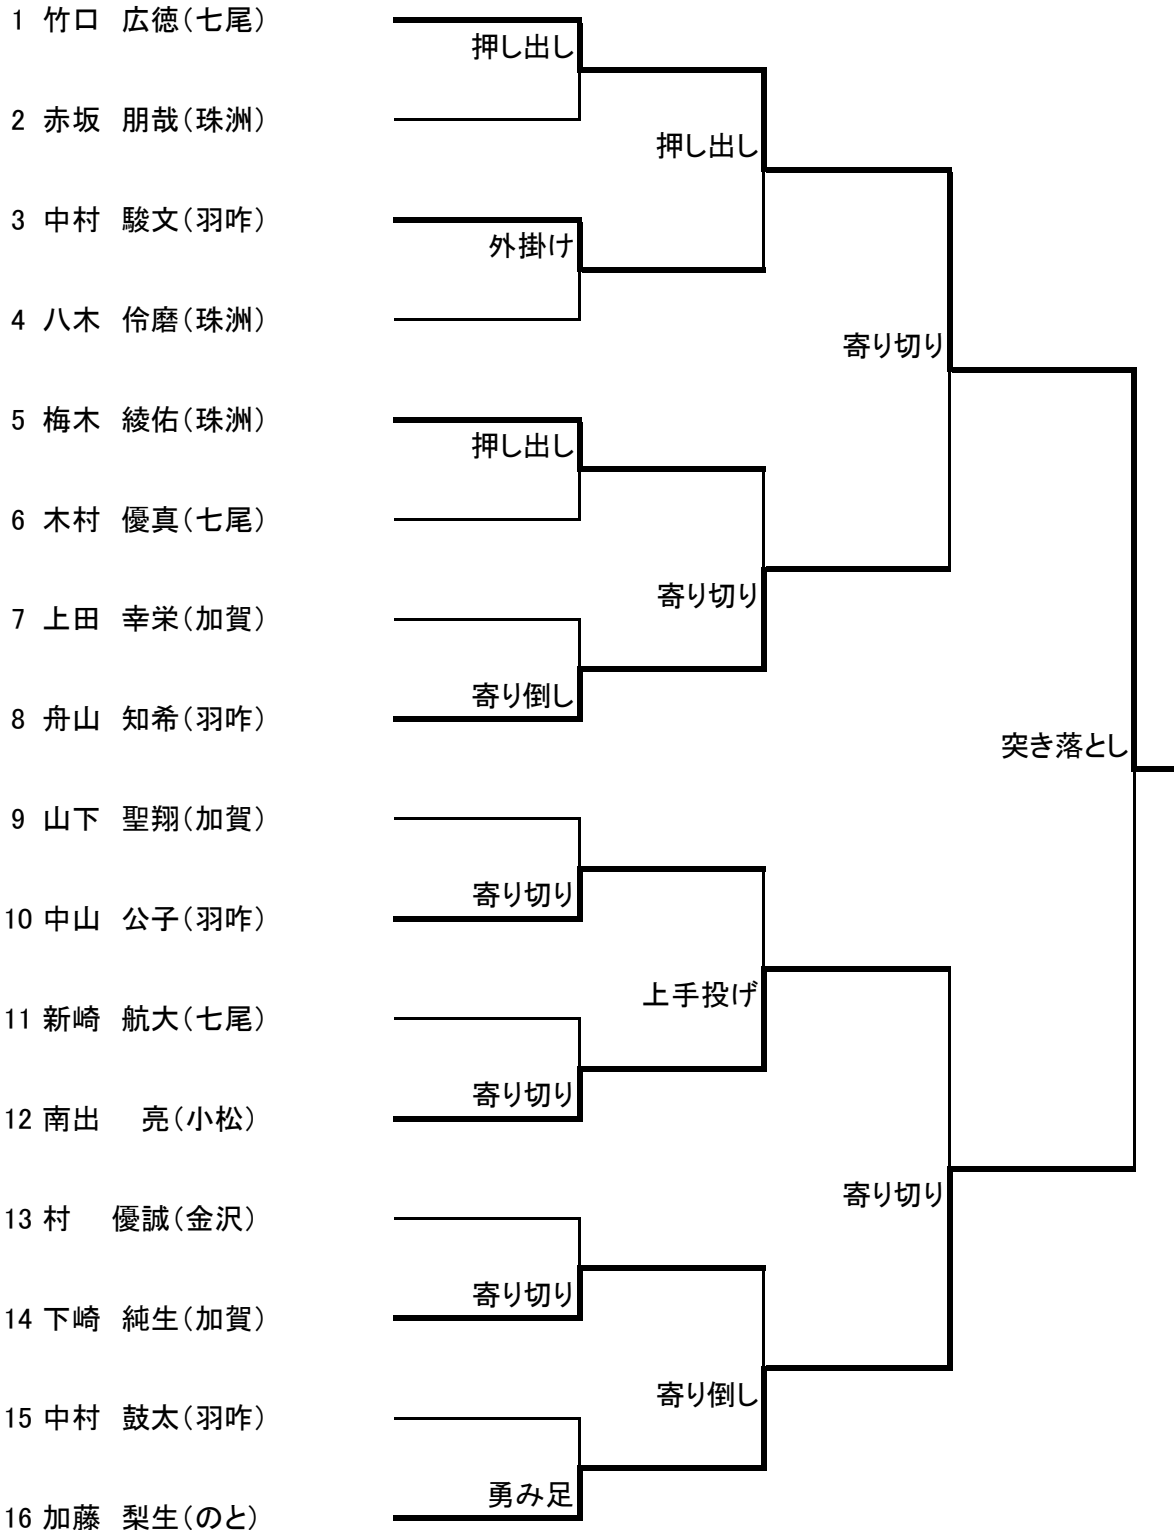 1 竹口 広徳(七尾)
押し出し
2 赤坂 朋哉(珠洲)
押し出し
3 中村 駿文(羽咋)
外掛け
4 八木 伶磨(珠洲)
寄り切り
5 梅木 綾佑(珠洲)
押し出し
6 木村 優真(七尾)
寄り切り
7 上田 幸栄(加賀)
寄り倒し
8 舟山 知希(羽咋)
突き落とし
9 山下 聖翔(加賀)
寄り切り
10 中山 公子(羽咋)
上手投げ
11 新崎 航大(七尾)
寄り切り
12 南出 亮(小松)
寄り切り
13 村 優誠(金沢)
寄り切り
14 下崎 純生(加賀)
寄り倒し
15 中村 鼓太(羽咋)
勇み足
16 加藤 梨生(のと)